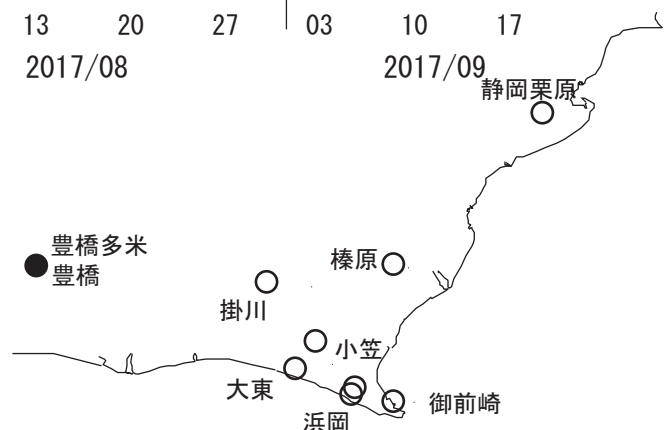 13 20 27 03 10 17
2017/08 2017/09
静岡栗原
豊橋多米
豊橋
榛原
掛川
小笠
大東
浜岡
御前崎